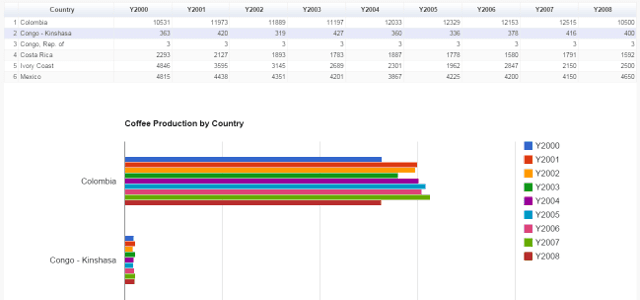 Country Y2000 Y2001 Y2002 Y2003 Y2004 Y2005 Y2006 Y2007 Y2008
1 Colombia 10531 11973 11889 11197 12033 12329 12153 12515 10500
2 Congo - Kinshasa 363 420 319 427 360 336 378 416 400
3 Congo, Rep. of 3 3 3 3 3 3 3 3 3
4 Costa Rica 2293 2127 1893 1783 1887 1778 1580 1791 1592
5 Ivory Coast 4846 3595 3145 2689 2301 1962 2847 2150 2500
6 Mexico 4815 4438 4351 4201 3867 4225 4200 4150 4650
Coffee Production by Country
Colombia
Congo - Kinshasa
Y2000
Y2001
Y2002
Y2003
Y2004
Y2005
Y2006
Y2007
Y2008